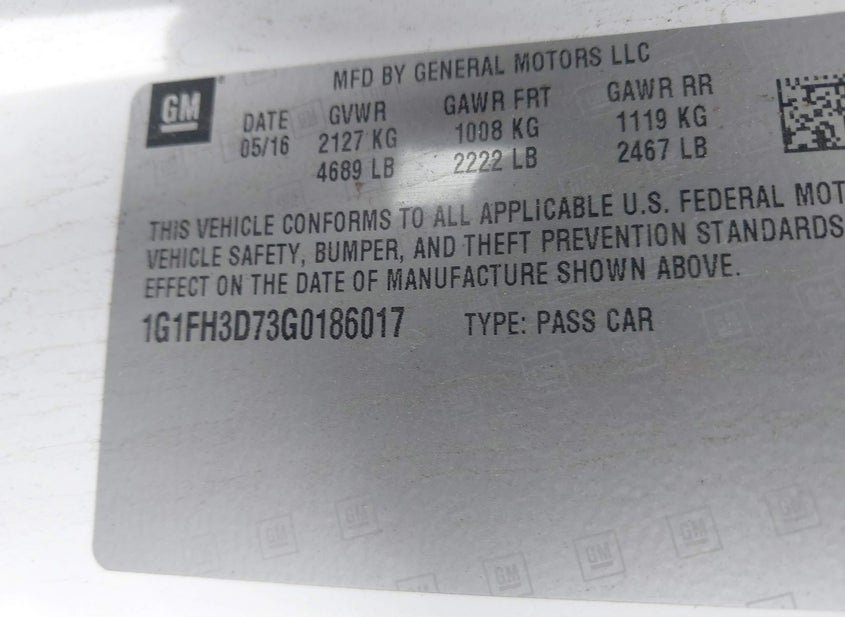 GM
MFD BY GENERAL MOTORS LLC
DATE GVWR GAWR FRT GAWR RR
05/16 2127 KG 1008 KG 1119 KG
4689 LB 2222 LB 2467 LB
THIS VEHICLE CONFORMS TO ALL APPLICABLE U.S. FEDERAL MOT
VEHICLE SAFETY, BUMPER, AND THEFT PREVENTION STANDARDS
EFFECT ON THE DATE OF MANUFACTURE SHOWN ABOVE.
1G1FH3D73G0186017 TYPE: PASS CAR